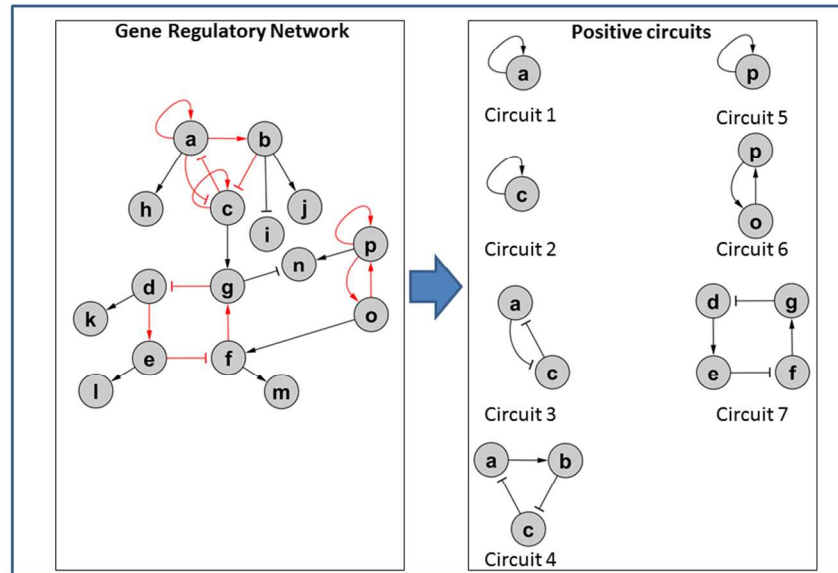 Gene Regulatory Network
a
b
h
c
i
j
p
n
d
g
k
o
e
f
l
m
Positive circuits
a
Circuit 1
p
Circuit 5
c
Circuit 2
p
o
Circuit 6
a
c
Circuit 3
d
g
e
f
Circuit 7
a
b
c
Circuit 4